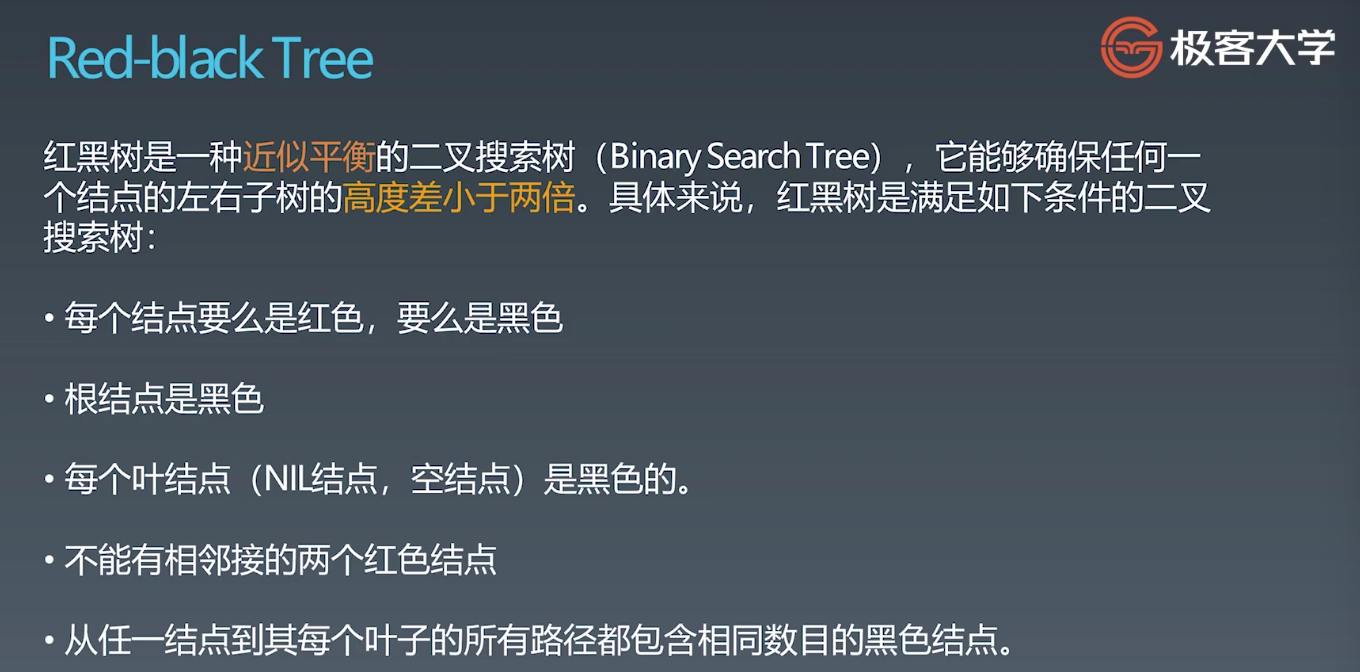 Red-black Tree
极客大学
红黑树是一种近似平衡的二叉搜索树（Binary Search Tree），它能够确保任何一
个结点的左右子树的高度差小于两倍。具体来说，红黑树是满足如下条件的二叉
搜索树：
• 每个结点要么是红色，要么是黑色
• 根结点是黑色
• 每个叶结点（NIL结点，空结点）是黑色的。
• 不能有相邻接的两个红色结点
• 从任一结点到其每个叶子的所有路径都包含相同数目的黑色结点。